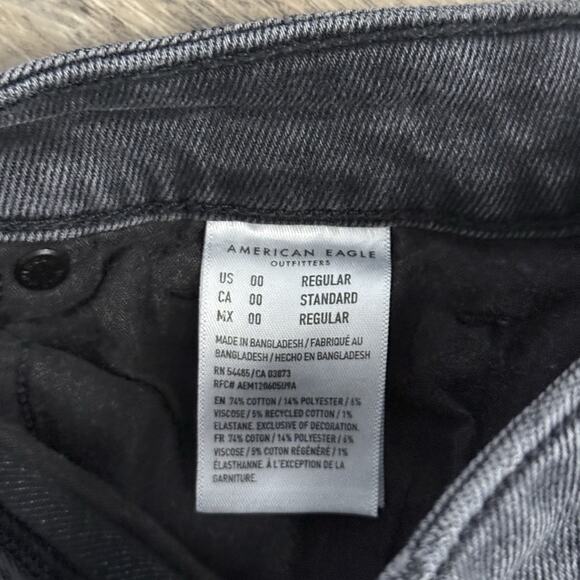 AMERICAN EAGLE
OUTFITTERS
US 00 REGULAR
CA 00 STANDARD
MX 00 REGULAR
MADE IN BANGLADESH / FABRIQUÉ AU
BANGLADESH / HECHO EN BANGLADESH
RN 54485/CA 03873
RFC# AEM120605U9A
EN 74% COTTON / 14% POLYESTER / 6%
VISCOSE / 5% RECYCLED COTTON / 1%
ELASTANE. EXCLUSIVE OF DECORATION.
FR 74% COTON / 14% POLYESTER / 6%
VISCOSE / 5% COTON RÉGÉNÉRÉ / 1%
ÉLASTHANNE. À L'EXCEPTION DE LA
GARNITURE.